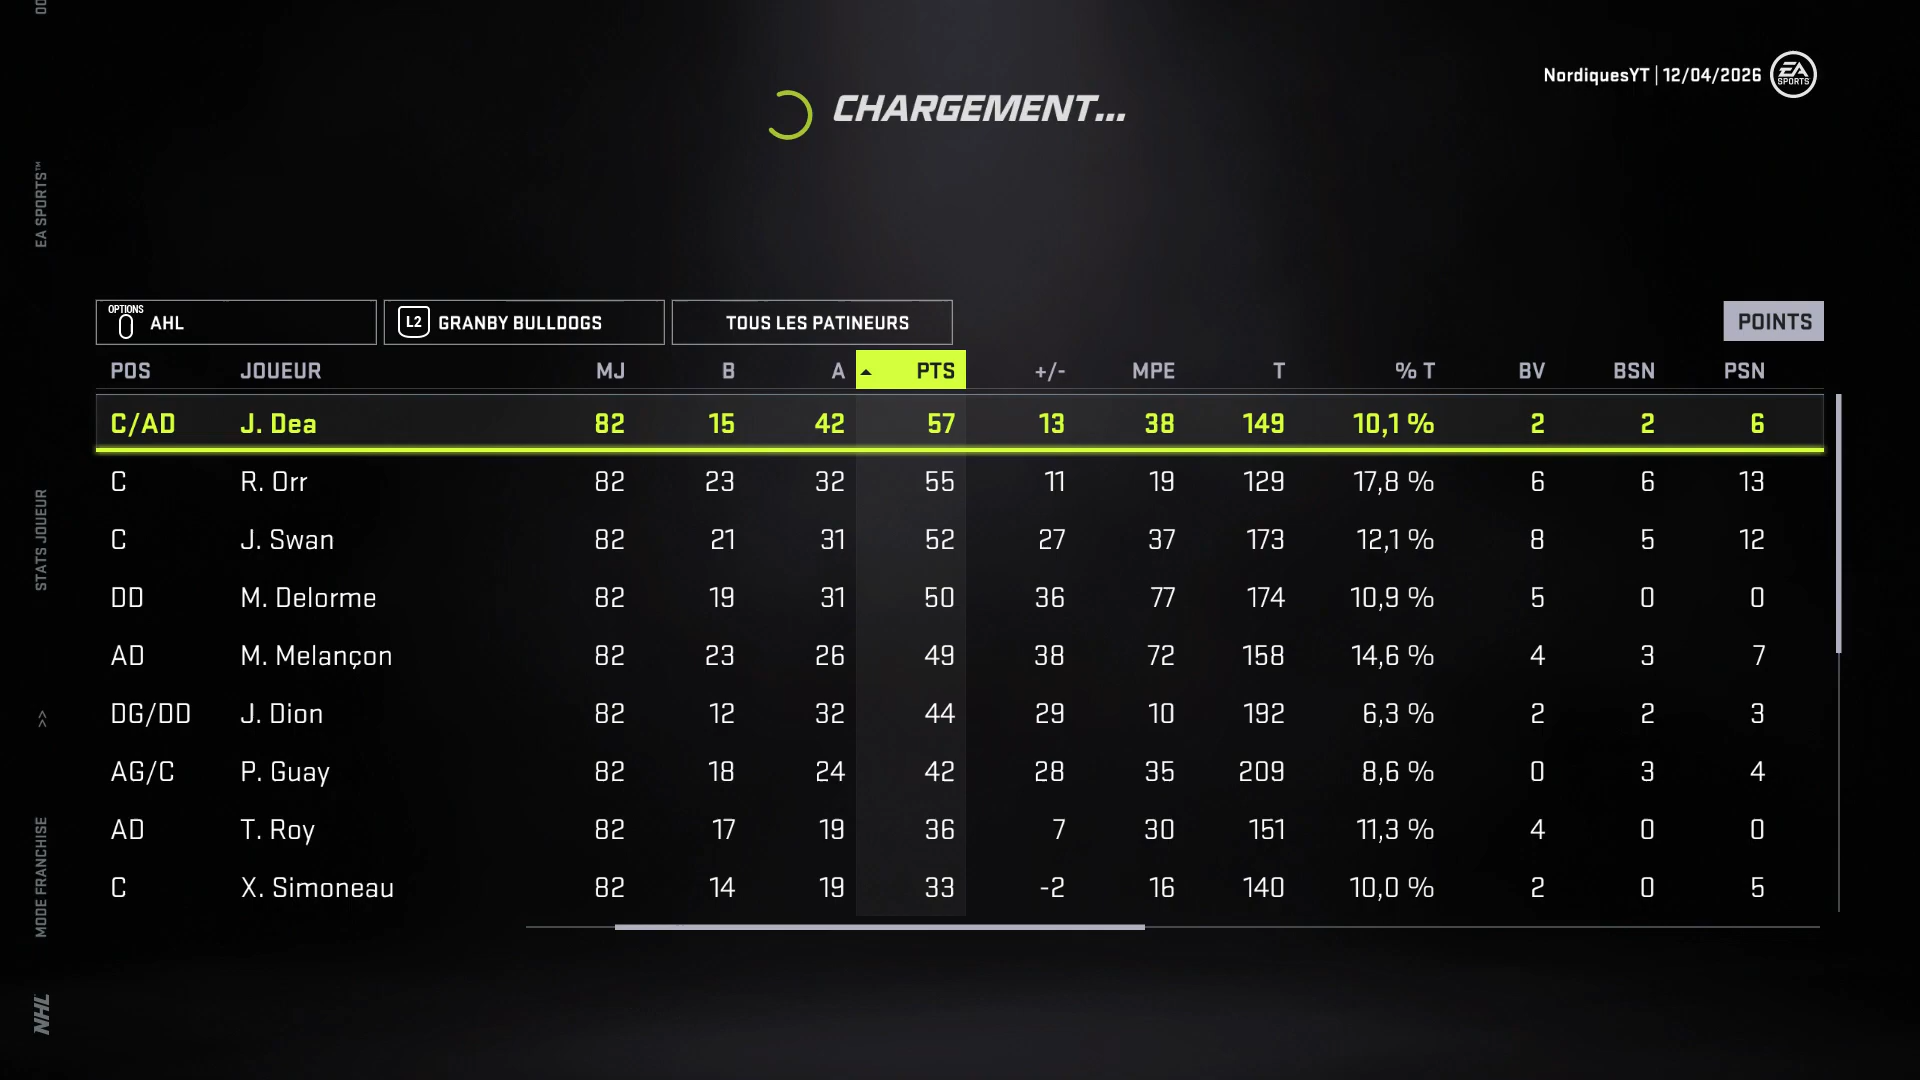 NordiquesYT | 12/04/2026
EA SPORTS
CHARGEMENT...
OPTIONS
AHL
L2 GRANBY BULLDOGS
TOUS LES PATINEURS
POINTS
POS JOUEUR MJ B A PTS +/- MPE T % T BV BSN PSN
C/AD J. Dea 82 15 42 57 13 38 149 10,1 % 2 2 6
C R. Orr 82 23 32 55 11 19 129 17,8 % 6 6 13
C J. Swan 82 21 31 52 27 37 173 12,1 % 8 5 12
DD M. Delorme 82 19 31 50 36 77 174 10,9 % 5 0 0
AD M. Melançon 82 23 26 49 38 72 158 14,6 % 4 3 7
DG/DD J. Dion 82 12 32 44 29 10 192 6,3 % 2 2 3
AG/C P. Guay 82 18 24 42 28 35 209 8,6 % 0 3 4
AD T. Roy 82 17 19 36 7 30 151 11,3 % 4 0 0
C X. Simoneau 82 14 19 33 -2 16 140 10,0 % 2 0 5
NHL
MODE FRANCHISE
>>
STATS JOUEUR
EA SPORTS™